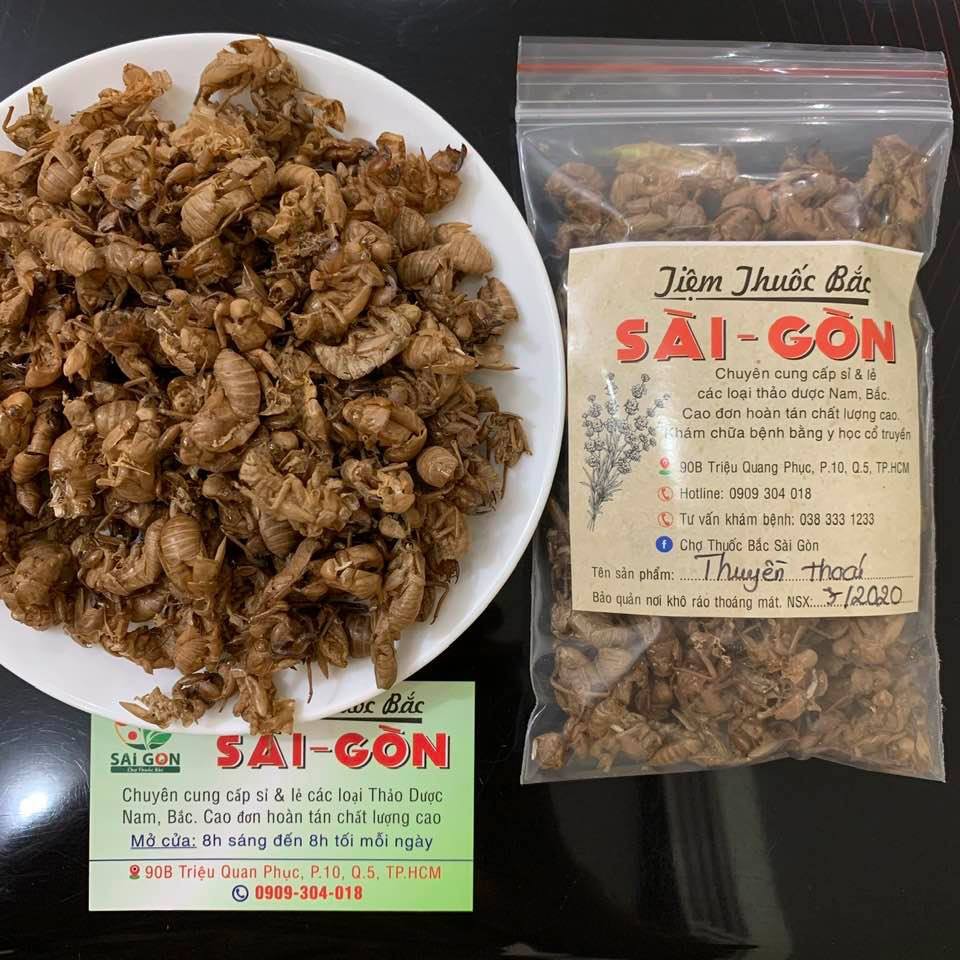 Tiệm Thuốc Bắc
SÀI-GÒN
Chuyên cung cấp sỉ & lẻ
các loại thảo dược Nam, Bắc.
Cao đơn hoàn tán chất lượng cao.
Khám chữa bệnh bằng y học cổ truyền
90B Triệu Quang Phục, P.10, Q.5, TP.HCM
Hotline: 0909 304 018
Tư vấn khám bệnh: 038 333 1233
Chợ Thuốc Bắc Sài Gòn
Tên sản phẩm: Thuyền thoái
Bảo quản nơi khô ráo thoáng mát. NSX: 5/2020
Bắc
SÀI-GÒN
SÀI GÒN
Chợ Thuốc Bắc
Chuyên cung cấp sỉ & lẻ các loại Thảo Dược
Nam, Bắc. Cao đơn hoàn tán chất lượng cao
Mở cửa: 8h sáng đến 8h tối mỗi ngày
90B Triệu Quan Phục, P.10, Q.5, TP.HCM
0909-304-018